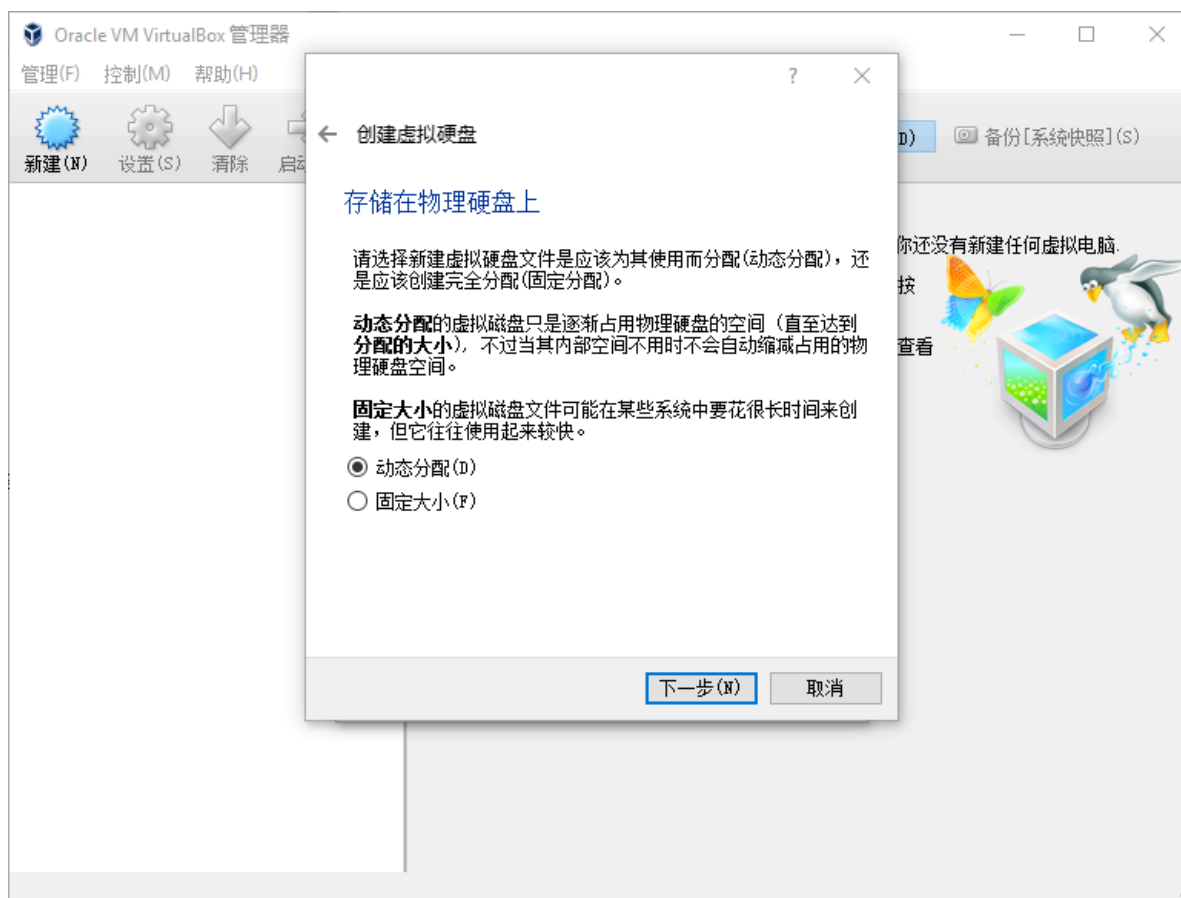 Oracle VM VirtualBox 管理器
管理(F) 控制(M) 帮助(H)
?
创建虚拟硬盘
D)
备份[系统快照](S)
新建(N) 设置(S) 清除 启动
存储在物理硬盘上
请选择新建虚拟硬盘文件是应该为其使用而分配(动态分配)，还
是应该创建完全分配(固定分配)。
动态分配的虚拟磁盘只是逐渐占用物理硬盘的空间（直至达到
分配的大小），不过当其内部空间不用时不会自动缩减占用的物
理硬盘空间。
固定大小的虚拟磁盘文件可能在某些系统中要花很长时间来创
建，但它往往使用起来较快。
动态分配(D)
固定大小(F)
你还没有新建任何虚拟电脑.
按
查看
下一步(N) 取消